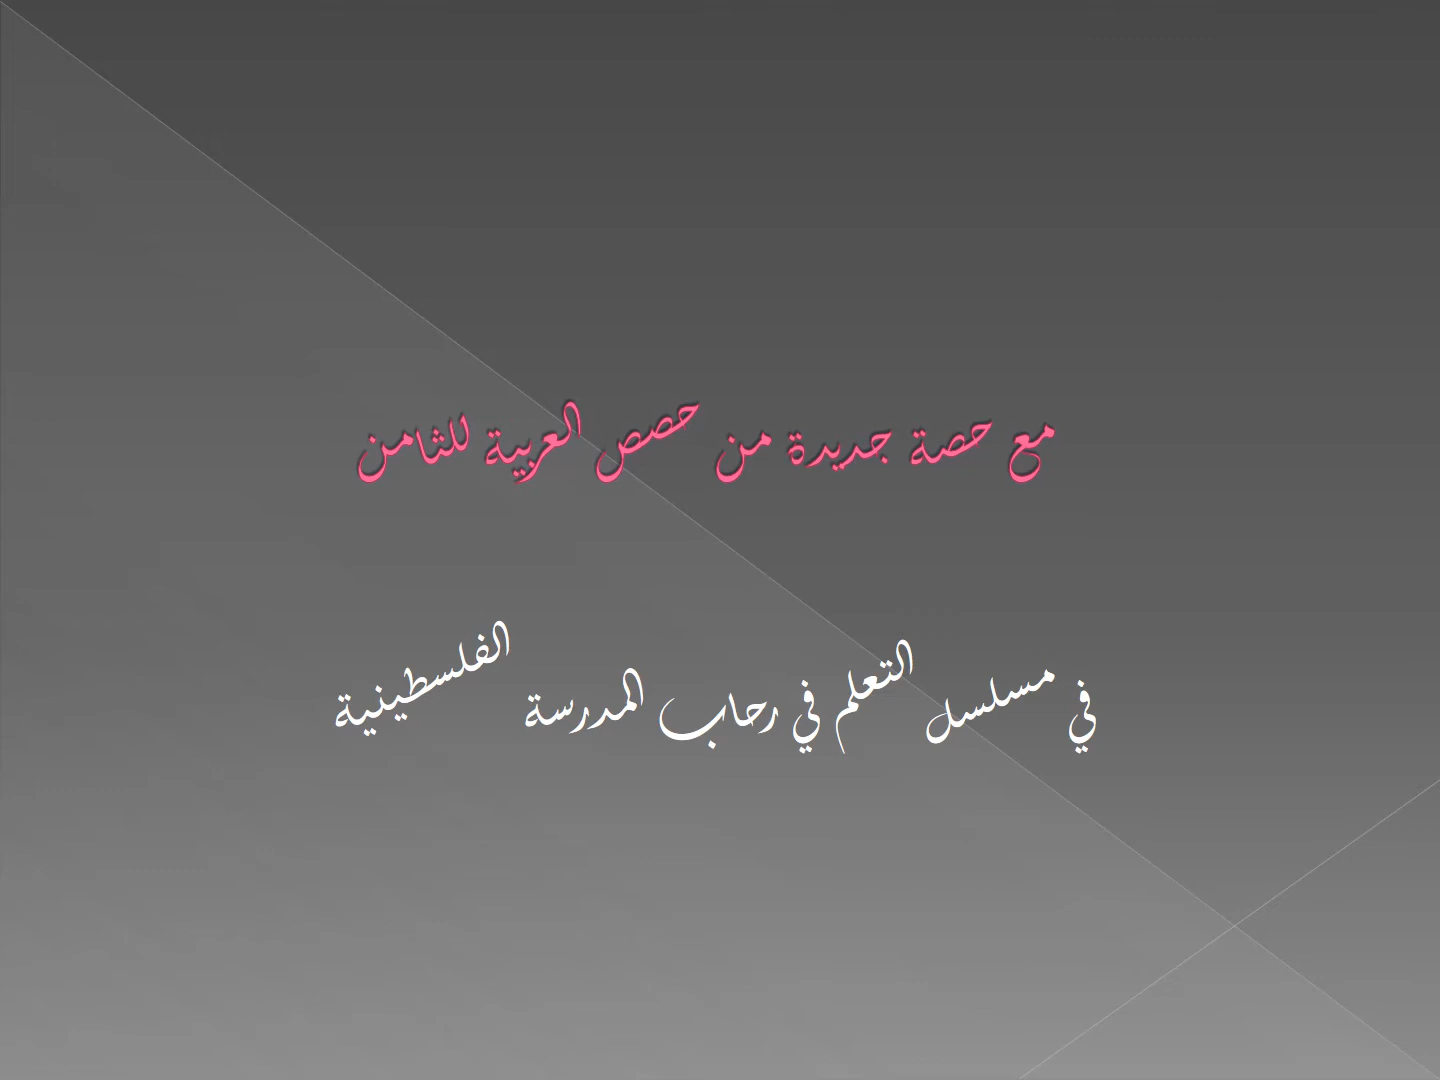 مع حصة جديدة من حصص العربية للثامن
في مسلسل التعلم في رحاب المدرسة الفلسطينية